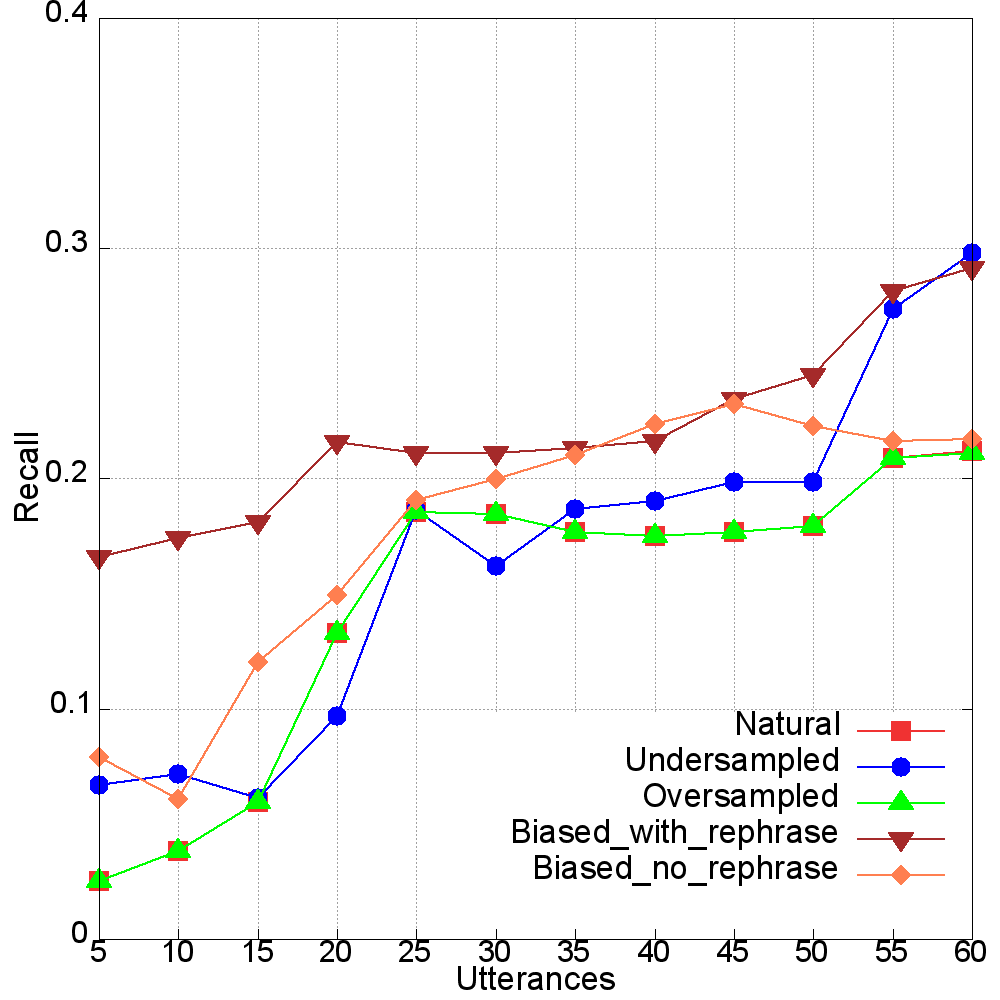 0.4
0.3
0.2
0.1
0
Recall
Natural
Undersampled
Oversampled
Biased_with_rephrase
Biased_no_rephrase
5 10 15 20 25 30 35 40 45 50 55 60
Utterances